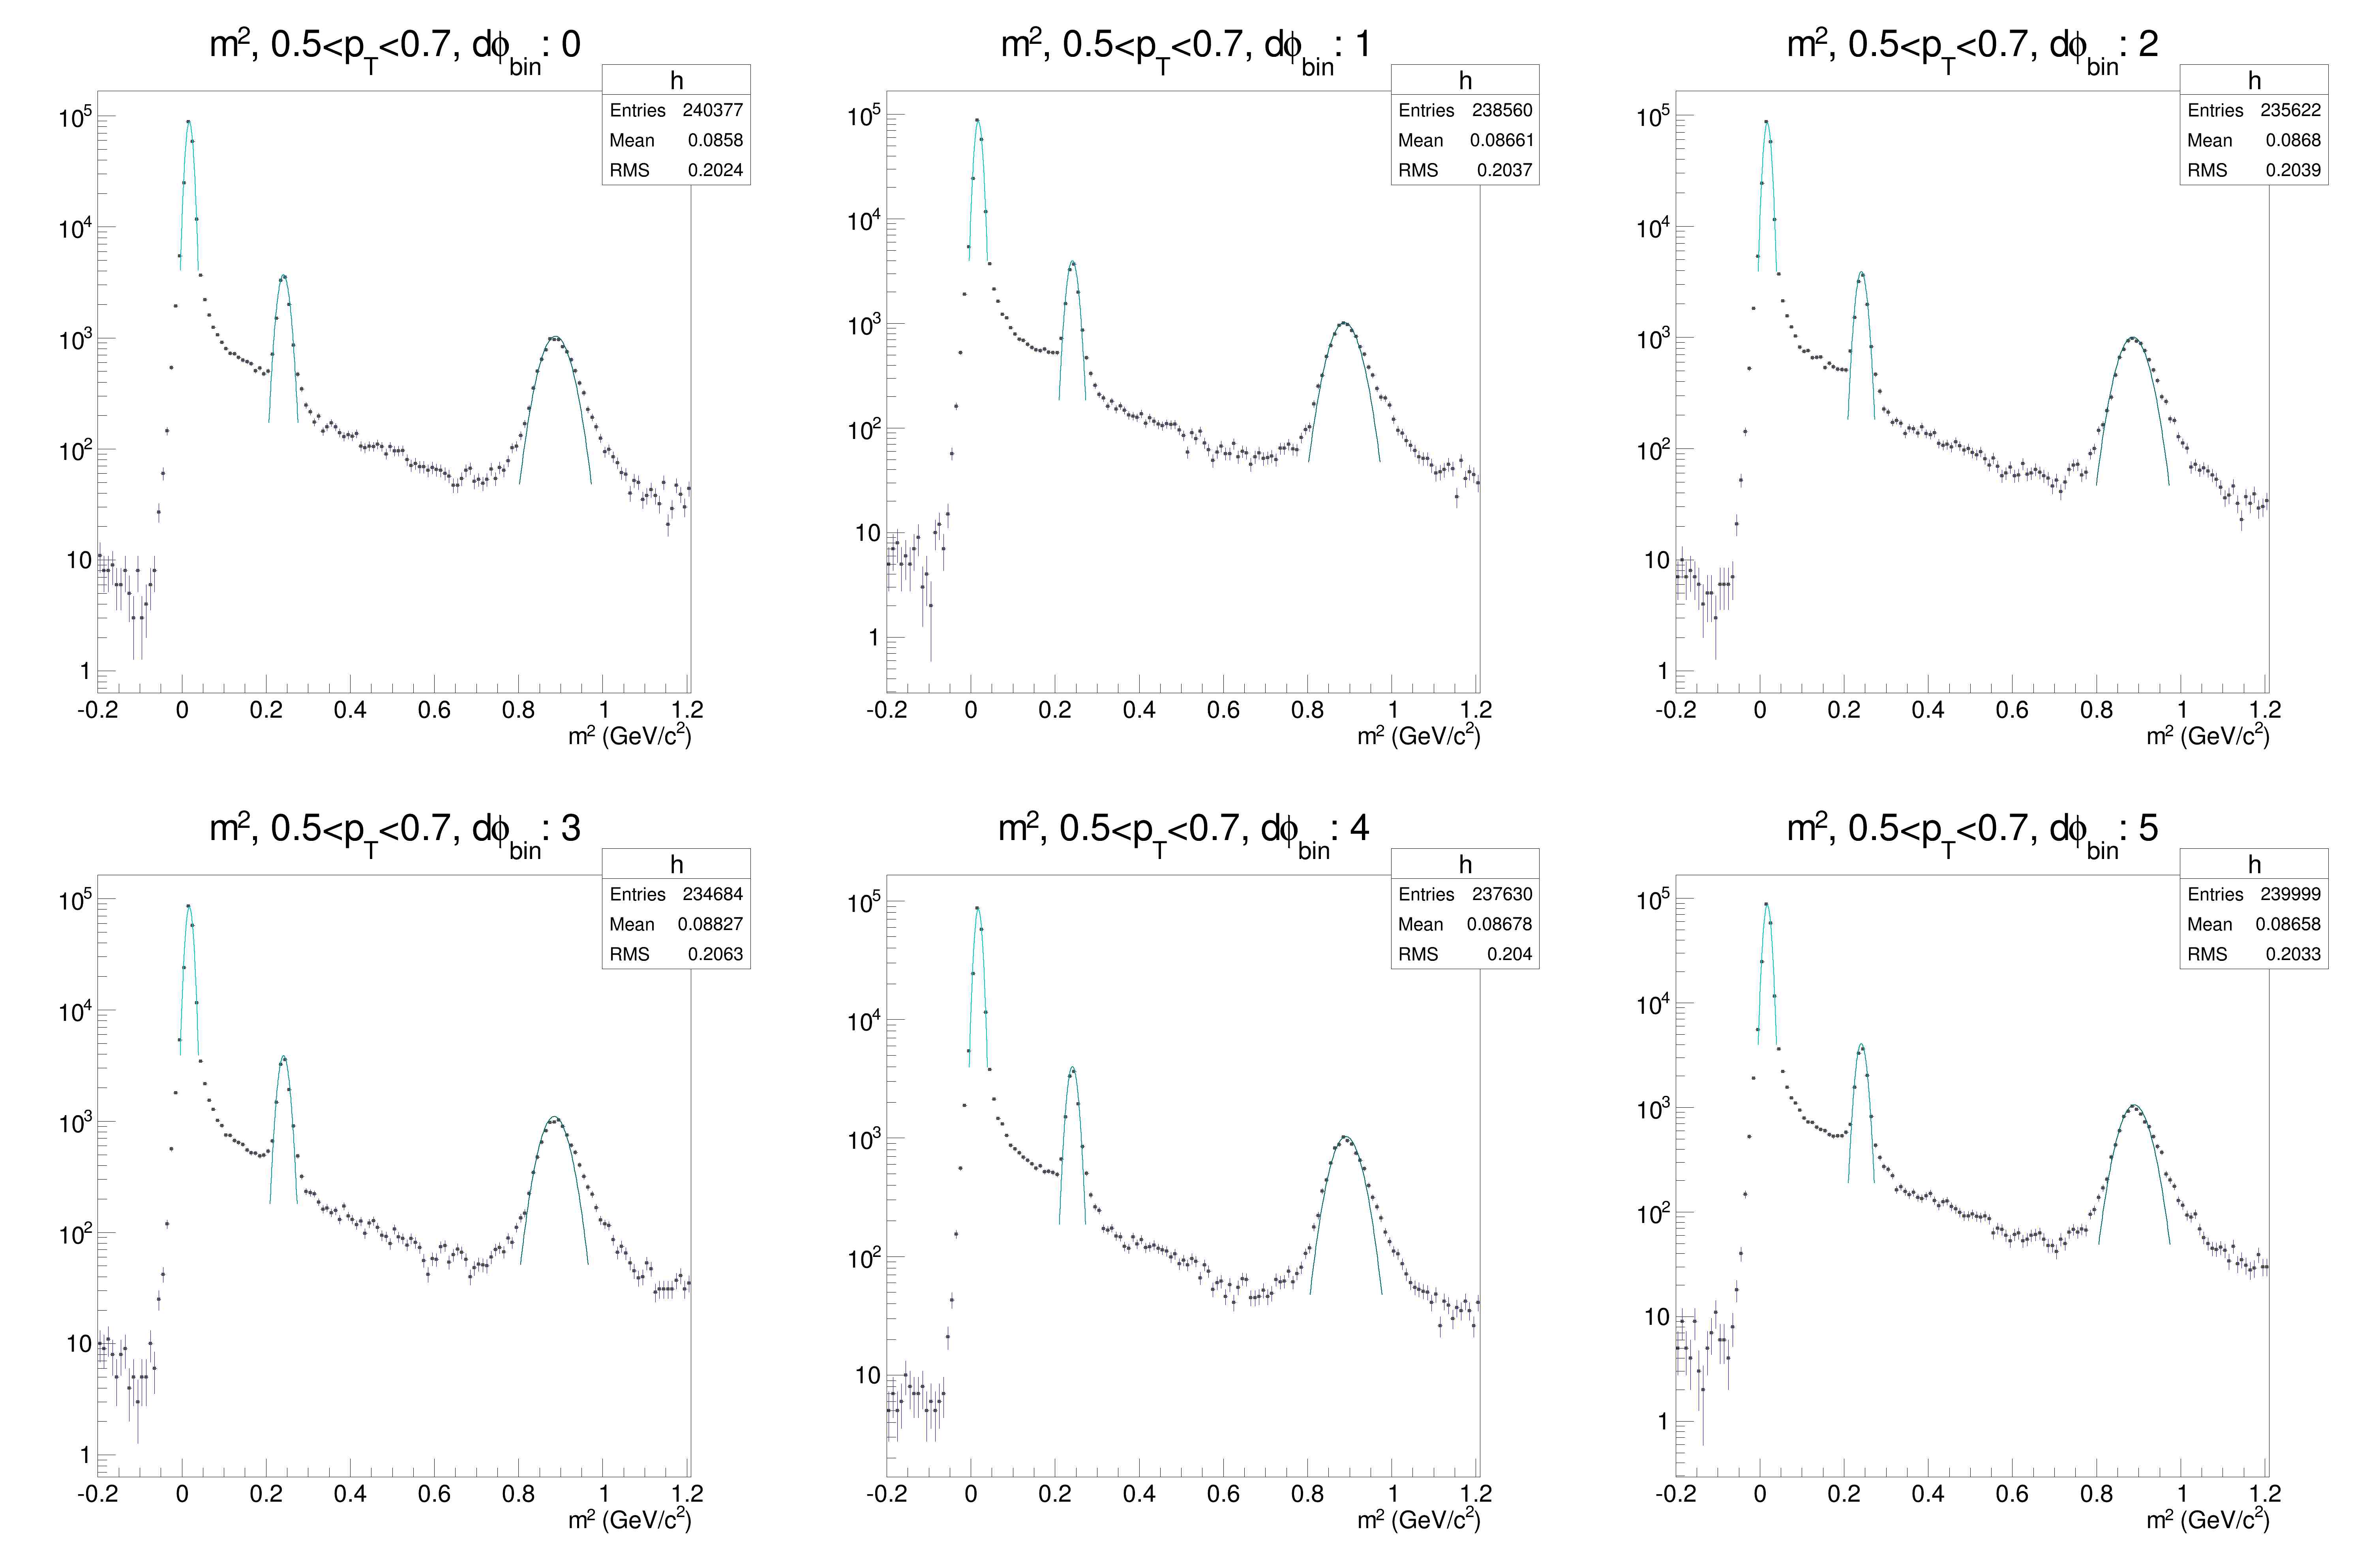 m², 0.5<p_T<0.7, dϕ_bin: 0
h
Entries 240377
Mean 0.0858
RMS 0.2024
10⁵
10⁴
10³
10²
10
1
-0.2 0 0.2 0.4 0.6 0.8 1 1.2
m² (GeV/c²)
m², 0.5<p_T<0.7, dϕ_bin: 1
h
Entries 238560
Mean 0.08661
RMS 0.2037
10⁵
10⁴
10³
10²
10
1
-0.2 0 0.2 0.4 0.6 0.8 1 1.2
m² (GeV/c²)
m², 0.5<p_T<0.7, dϕ_bin: 2
h
Entries 235622
Mean 0.0868
RMS 0.2039
10⁵
10⁴
10³
10²
10
1
-0.2 0 0.2 0.4 0.6 0.8 1 1.2
m² (GeV/c²)
m², 0.5<p_T<0.7, dϕ_bin: 3
h
Entries 234684
Mean 0.08827
RMS 0.2063
10⁵
10⁴
10³
10²
10
1
-0.2 0 0.2 0.4 0.6 0.8 1 1.2
m² (GeV/c²)
m², 0.5<p_T<0.7, dϕ_bin: 4
h
Entries 237630
Mean 0.08678
RMS 0.204
10⁵
10⁴
10³
10²
10
-0.2 0 0.2 0.4 0.6 0.8 1 1.2
m² (GeV/c²)
m², 0.5<p_T<0.7, dϕ_bin: 5
h
Entries 239999
Mean 0.08658
RMS 0.2033
10⁵
10⁴
10³
10²
10
1
-0.2 0 0.2 0.4 0.6 0.8 1 1.2
m² (GeV/c²)